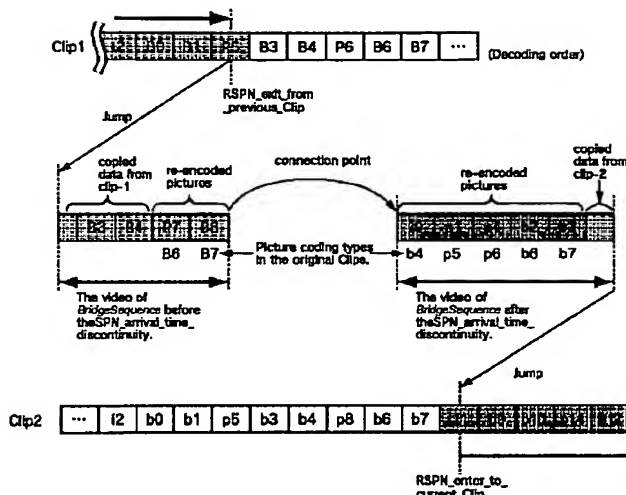 Clip1
B3 B4 P6 B6 B7 ...
(Decoding order)
RSPN_exit_from
_previous_Clip
Jump
copied
data from
clip-1
re-encoded
pictures
connection point
re-encoded
pictures
copied
data from
clip-2
B3 B4
B6 B7
Picture coding types
in the original Clips.
b4 p5 p6 b6 b7
The video of
BridgeSequence before
theSPN_arrival_time_
discontinuity.
The video of
BridgeSequence after
theSPN_arrival_time_
discontinuity.
Jump
Clip2
... i2 b0 b1 p5 b3 b4 p8 b6 b7
RSPN_enter_to_
current_Clip